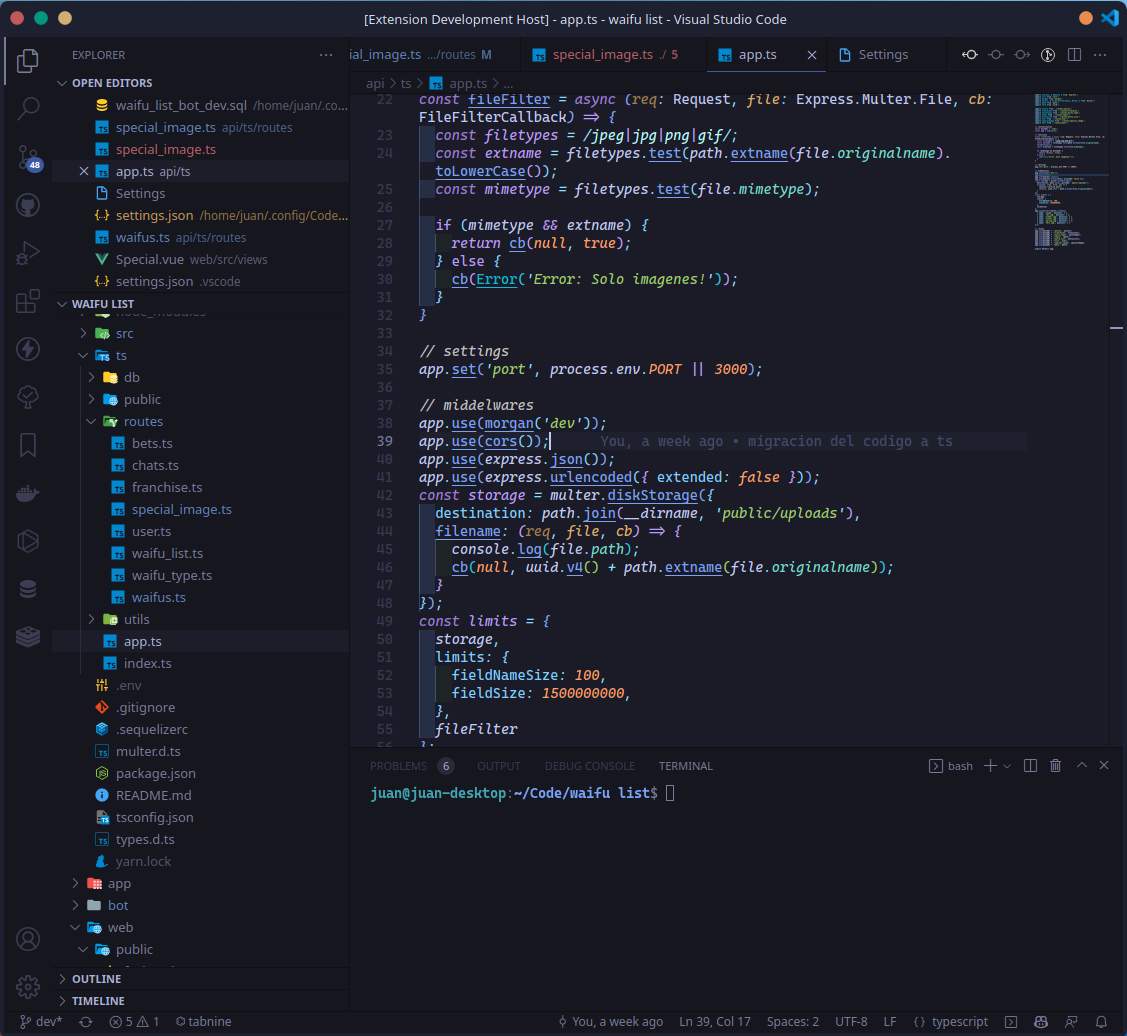 [Extension Development Host] - app.ts - waifu list - Visual Studio Code
EXPLORER
ial_image.ts .../routes M
special_image.ts ./ 5
app.ts
Settings
api > ts > app.ts > ...
OPEN EDITORS
waifu_list_bot_dev.sql /home/juan/.co...
special_image.ts api/ts/routes
special_image.ts
app.ts api/ts
Settings
settings.json /home/juan/.config/Code...
waifus.ts api/ts/routes
Special.vue web/src/views
settings.json .vscode
48
WAIFU LIST
node_modules
src
ts
db
public
routes
bets.ts
chats.ts
franchise.ts
special_image.ts
user.ts
waifu_list.ts
waifu_type.ts
waifus.ts
utils
app.ts
index.ts
.env
.gitignore
.sequelizerc
multer.d.ts
package.json
README.md
tsconfig.json
types.d.ts
yarn.lock
app
bot
web
public
OUTLINE
TIMELINE
22 const fileFilter = async (req: Request, file: Express.Multer.File, cb:
FileFilterCallback) => {
23 const filetypes = /jpeg|jpg|png|gif/;
24 const extname = filetypes.test(path.extname(file.originalname).
toLowerCase());
25 const mimetype = filetypes.test(file.mimetype);
26
27 if (mimetype && extname) {
28 return cb(null, true);
29 } else {
30 cb(Error('Error: Solo imagenes!'));
31 }
32 }
33
34 // settings
35 app.set('port', process.env.PORT || 3000);
36
37 // middelwares
38 app.use(morgan('dev'));
39 app.use(cors()); You, a week ago • migracion del codigo a ts
40 app.use(express.json());
41 app.use(express.urlencoded({ extended: false }));
42 const storage = multer.diskStorage({
43 destination: path.join(__dirname, 'public/uploads'),
44 filename: (req, file, cb) => {
45 console.log(file.path);
46 cb(null, uuid.v4() + path.extname(file.originalname));
47 }
48 });
49 const limits = {
50 storage,
51 limits: {
52 fieldNameSize: 100,
53 fieldSize: 1500000000,
54 },
55 fileFilter
56 };
PROBLEMS 6 OUTPUT DEBUG CONSOLE TERMINAL
bash
juan@juan-desktop:~/Code/waifu list$
dev* 5 1 tabnine
You, a week ago Ln 39, Col 17 Spaces: 2 UTF-8 LF { } typescript